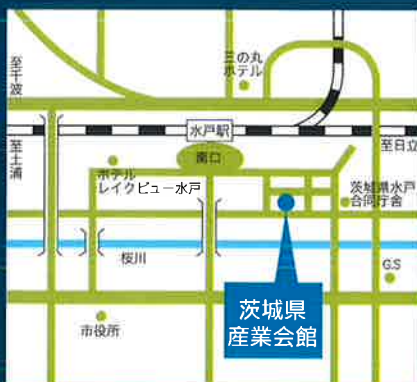 至千波
三の丸
ホテル
水戸駅
至土浦
南口
至日立
ホテル
レイクビュー水戸
茨城県水戸
合同庁舎
桜川
G.S
茨城県
産業会館
市役所